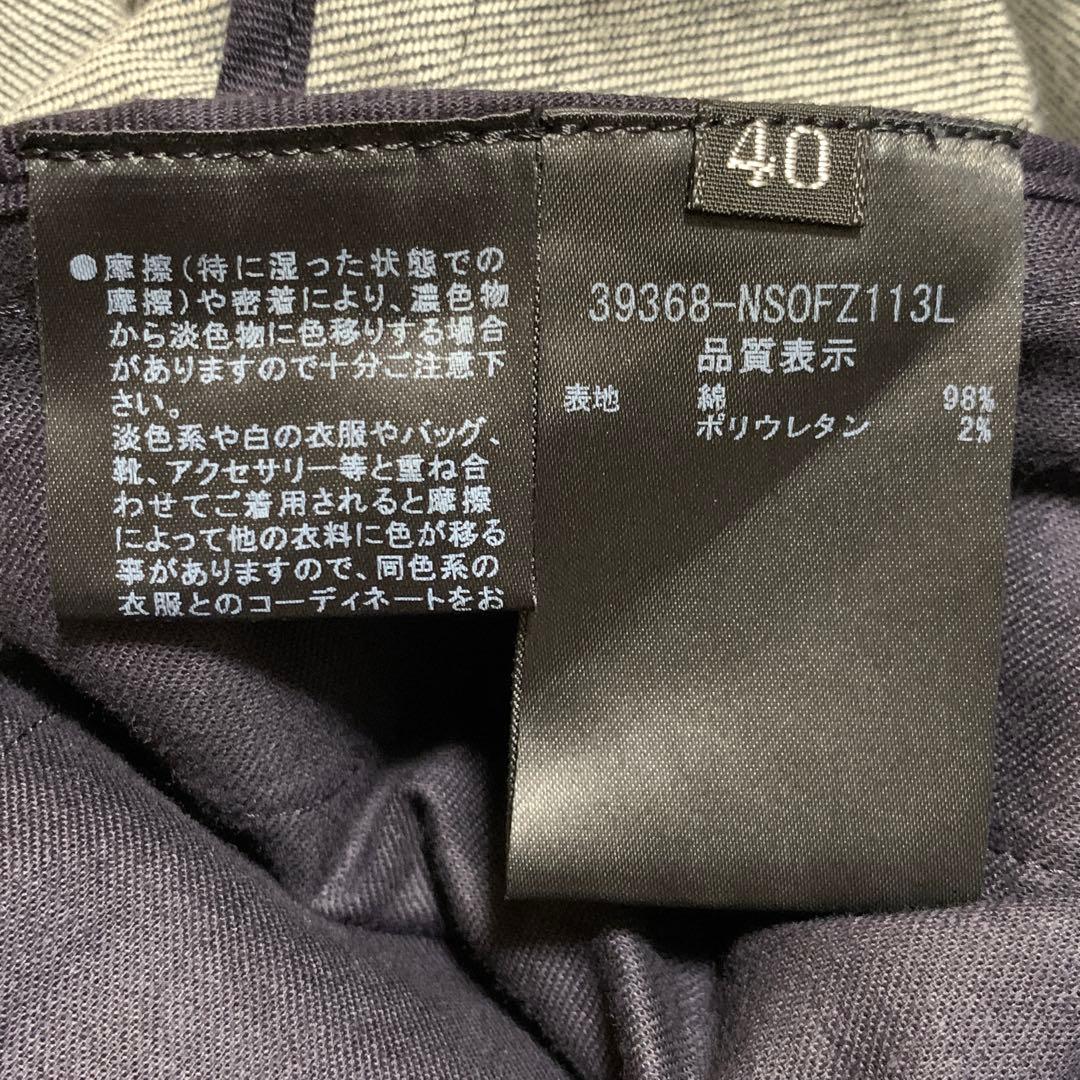 ●摩擦(特に湿った状態での
摩擦)や密着により、濃色物
から淡色物に色移りする場合
がありますので十分ご注意下
さい。
淡色系や白の衣服やバッグ、
靴、アクセサリー等と重ね合
わせてご着用されると摩擦
によって他の衣料に色が移る
事がありますので、同色系の
衣服とのコーディネートをお
40
39368-NSOFZ113L
品質表示
表地 綿 98%
ポリウレタン 2%